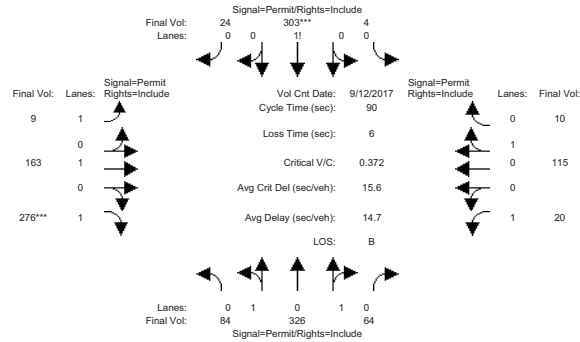 Signal=Permit/Rights=Include
Final Vol: 24 303*** 4
Lanes: 0 0 1! 0 0
Signal=Permit
Final Vol: Lanes: Rights=Include
Vol Cnt Date: 9/12/2017
Signal=Permit
Rights=Include Lanes: Final Vol:
Cycle Time (sec): 90
9 1
0 10
Loss Time (sec): 6
0
1
163 1
Critical V/C: 0.372
0 115
0
Avg Crit Del (sec/veh): 15.6
0
276*** 1
Avg Delay (sec/veh): 14.7
1 20
LOS: B
Lanes: 0 1 0 1 0
Final Vol: 84 326 64
Signal=Permit/Rights=Include